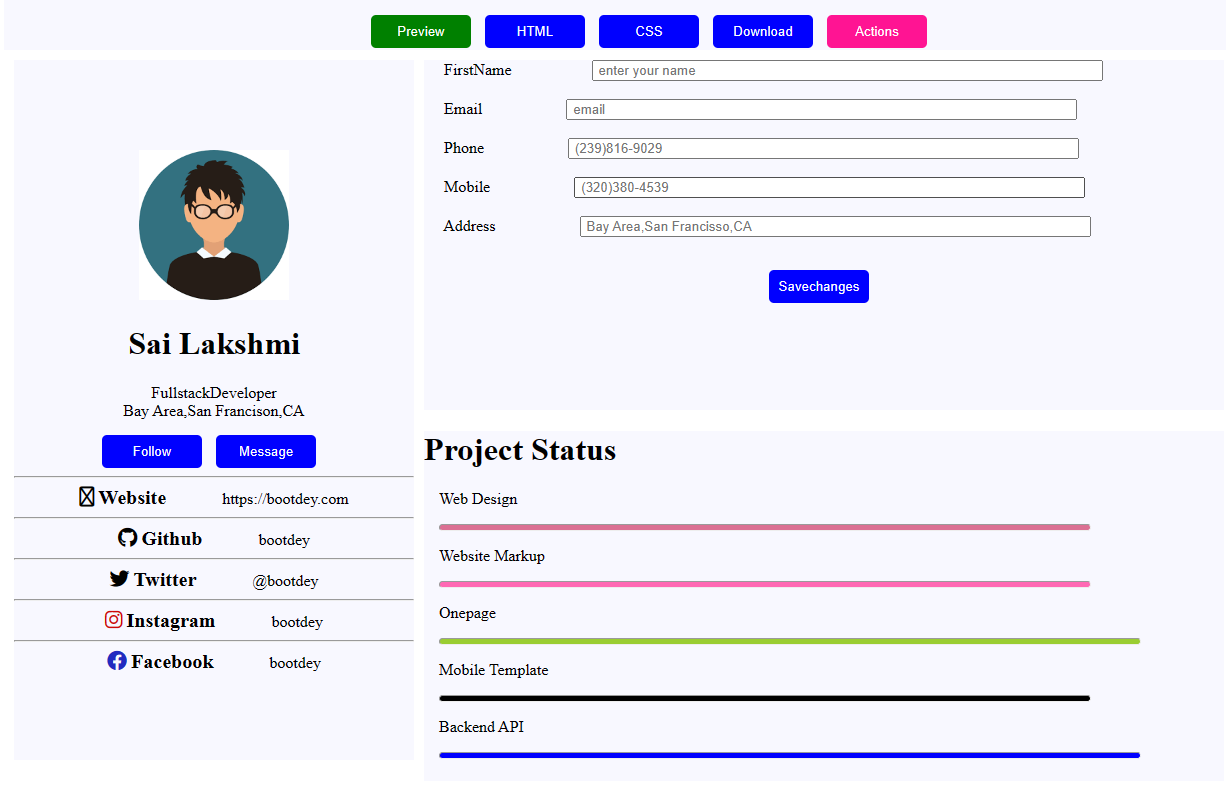 Preview HTML CSS Download Actions
FirstName enter your name
Email email
Phone (239)816-9029
Mobile (320)380-4539
Address Bay Area,San Francisso,CA
Savechanges
Sai Lakshmi
FullstackDeveloper
Bay Area,San Francison,CA
Follow Message
Website https://bootdey.com
Github bootdey
Twitter @bootdey
Instagram bootdey
Facebook bootdey
Project Status
Web Design
Website Markup
Onepage
Mobile Template
Backend API